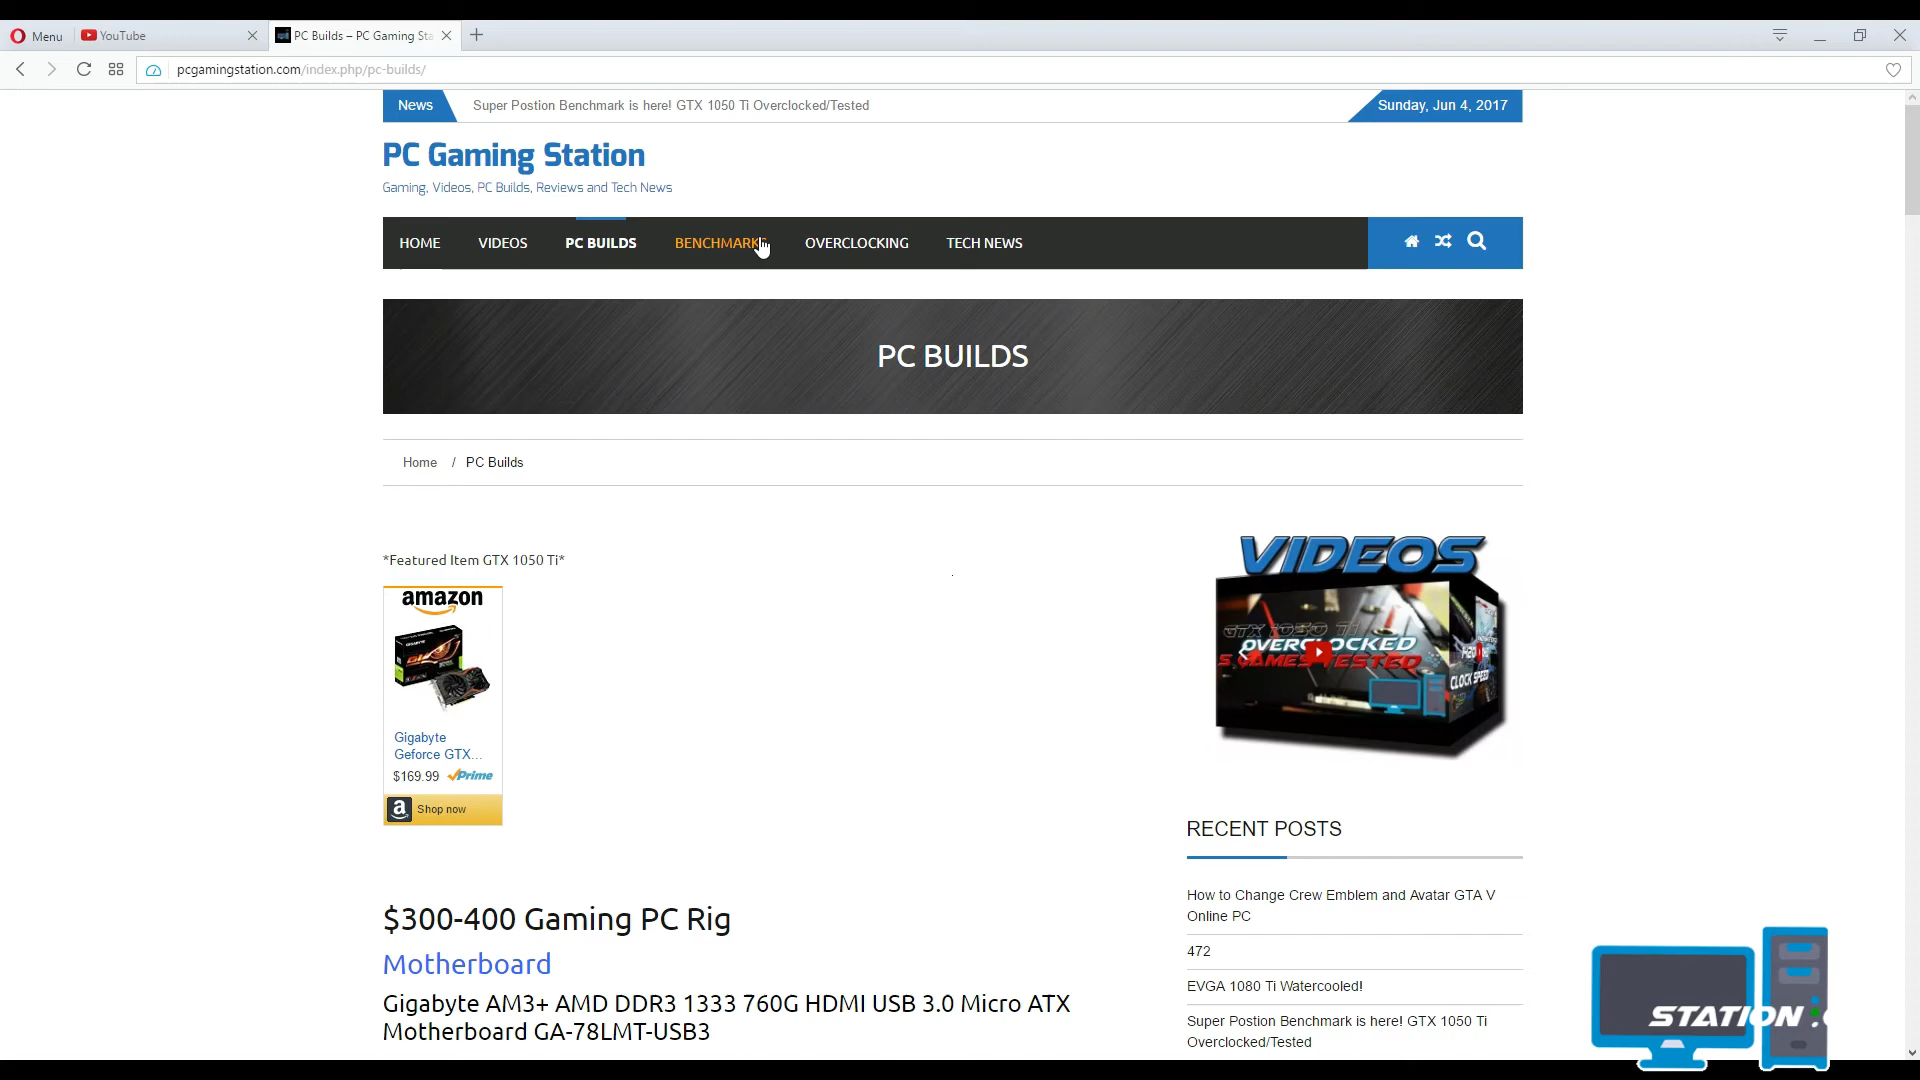 Menu
YouTube
PC Builds – PC Gaming Sta
pcgamingstation.com/index.php/pc-builds/
News
Super Postion Benchmark is here! GTX 1050 Ti Overclocked/Tested
Sunday, Jun 4, 2017
PC Gaming Station
Gaming, Videos, PC Builds, Reviews and Tech News
HOME
VIDEOS
PC BUILDS
BENCHMARKS
OVERCLOCKING
TECH NEWS
PC BUILDS
Home / PC Builds
*Featured Item GTX 1050 Ti*
amazon
Gigabyte
Geforce GTX...
$169.99 Prime
Shop now
VIDEOS
GTX 1050 Ti
OVERCLOCKED
5 GAMES TESTED
CLOCK SPEED
$300-400 Gaming PC Rig
Motherboard
Gigabyte AM3+ AMD DDR3 1333 760G HDMI USB 3.0 Micro ATX
Motherboard GA-78LMT-USB3
RECENT POSTS
How to Change Crew Emblem and Avatar GTA V
Online PC
472
EVGA 1080 Ti Watercooled!
Super Postion Benchmark is here! GTX 1050 Ti
Overclocked/Tested
STATION